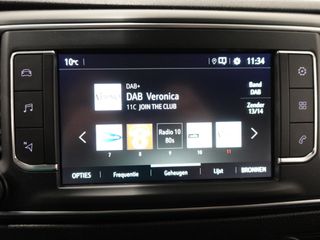 10°C
11:34
DAB+
DAB Veronica
11C JOIN THE CLUB
Band
DAB
Zender
13/14
Radio 10
80s
7
8
9
10
11
OPTIES
Frequentie
Geheugen
Lijst
BRONNEN